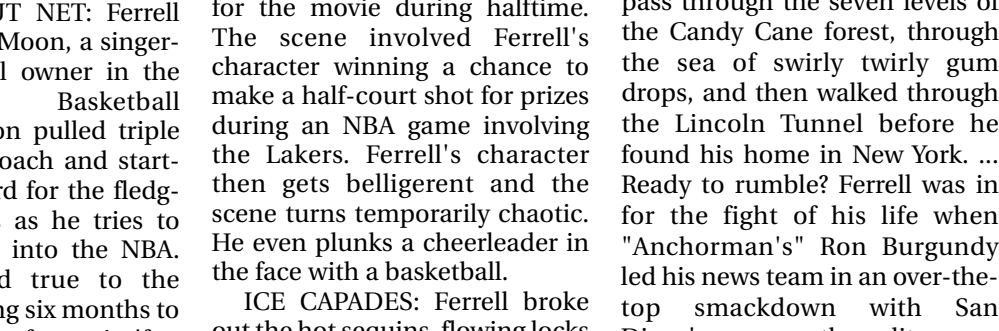 UT NET: Ferrell
Moon, a singer-
l owner in the
Basketball
on pulled triple
oach and start-
rd for the fledg-
s as he tries to
into the NBA.
d true to the
ng six months to
for the movie during halftime.
The scene involved Ferrell's
character winning a chance to
make a half-court shot for prizes
during an NBA game involving
the Lakers. Ferrell's character
then gets belligerent and the
scene turns temporarily chaotic.
He even plunks a cheerleader in
the face with a basketball.
ICE CAPADES: Ferrell broke
out the hot sequins, flowing locks
pass through the seven levels of
the Candy Cane forest, through
the sea of swirly twirly gum
drops, and then walked through
the Lincoln Tunnel before he
found his home in New York. ...
Ready to rumble? Ferrell was in
for the fight of his life when
"Anchorman's" Ron Burgundy
led his news team in an over-the-
top smackdown with San